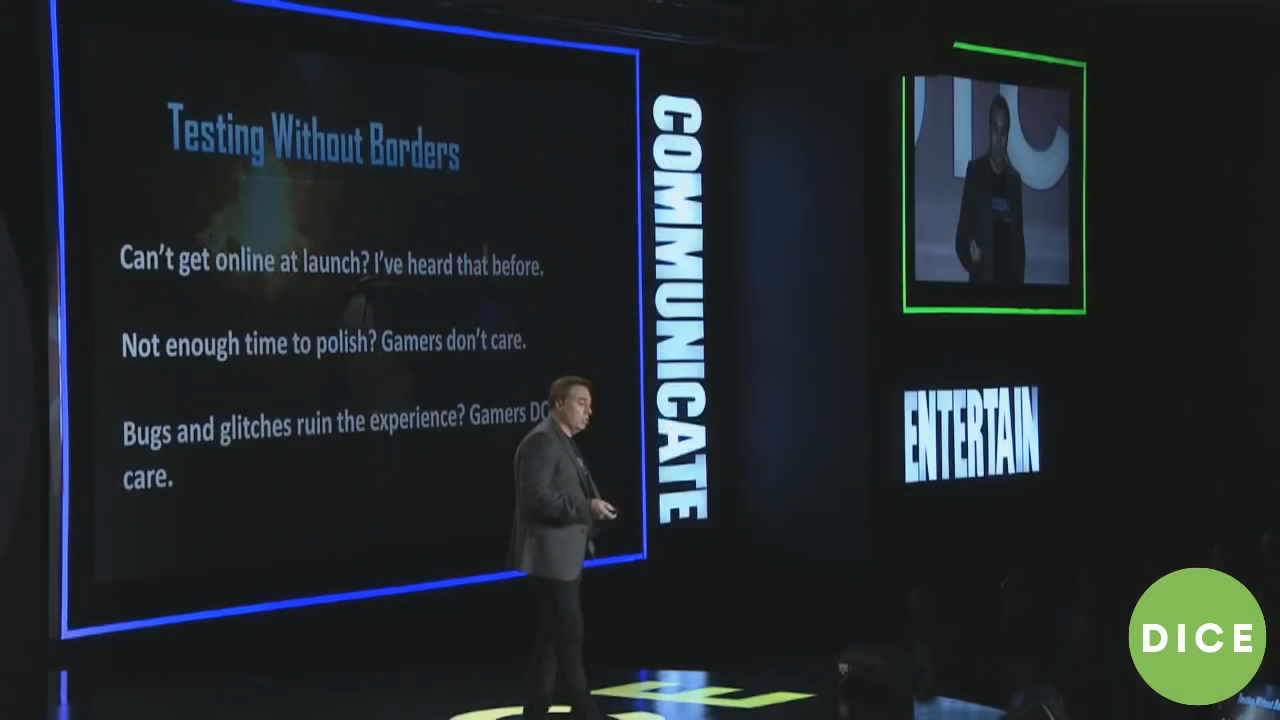 Testing Without Borders
Can't get online at launch? I've heard that before.
Not enough time to polish? Gamers don't care.
Bugs and glitches ruin the experience? Gamers DO
care.
COMMUNICATE
ENTERTAIN
DICE